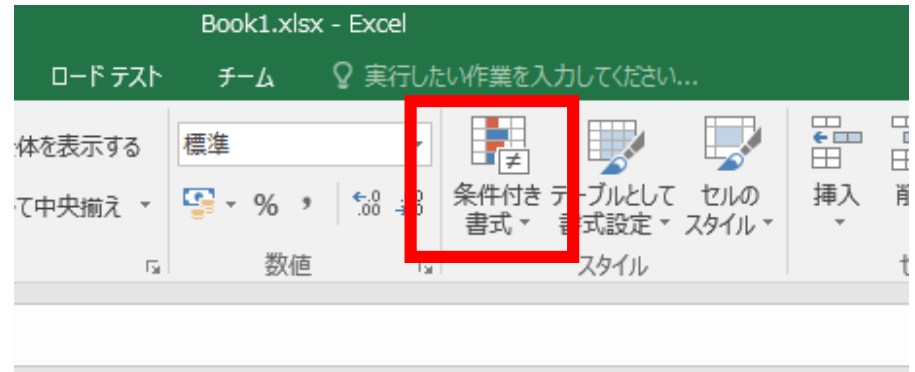 Book1.xlsx - Excel
ロード テスト チーム 実行したい作業を入力してください...
体を表示する 標準
て中央揃え % , .00
条件付き書式 テーブルとして書式設定 セルのスタイル 挿入
数値 スタイル